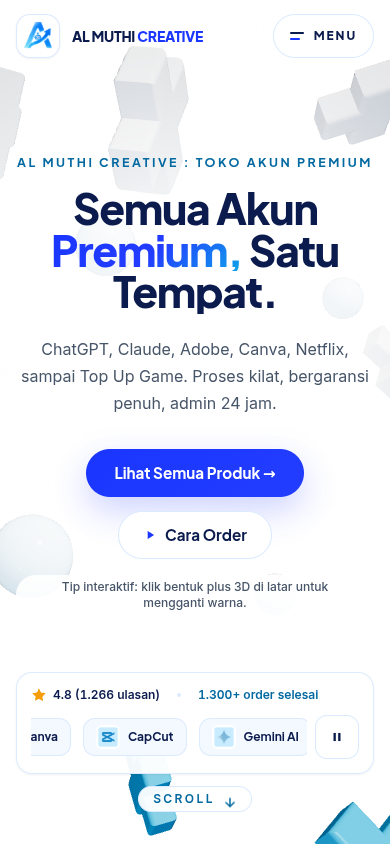 AL MUTHI CREATIVE
MENU
AL MUTHI CREATIVE : TOKO AKUN PREMIUM
Semua Akun
Premium, Satu
Tempat.
ChatGPT, Claude, Adobe, Canva, Netflix,
sampai Top Up Game. Proses kilat, bergaransi
penuh, admin 24 jam.
Lihat Semua Produk →
Cara Order
Tip interaktif: klik bentuk plus 3D di latar untuk
mengganti warna.
4.8 (1.266 ulasan)
1.300+ order selesai
anva
CapCut
Gemini AI
SCROLL ↓